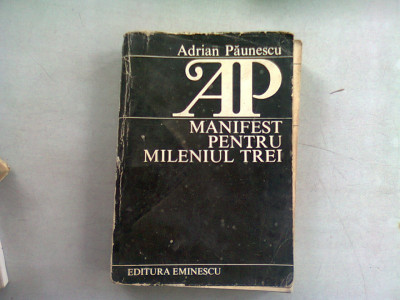 Adrian Păunescu
AP
MANIFEST
PENTRU
MILENIUL TREI
EDITURA EMINESCU